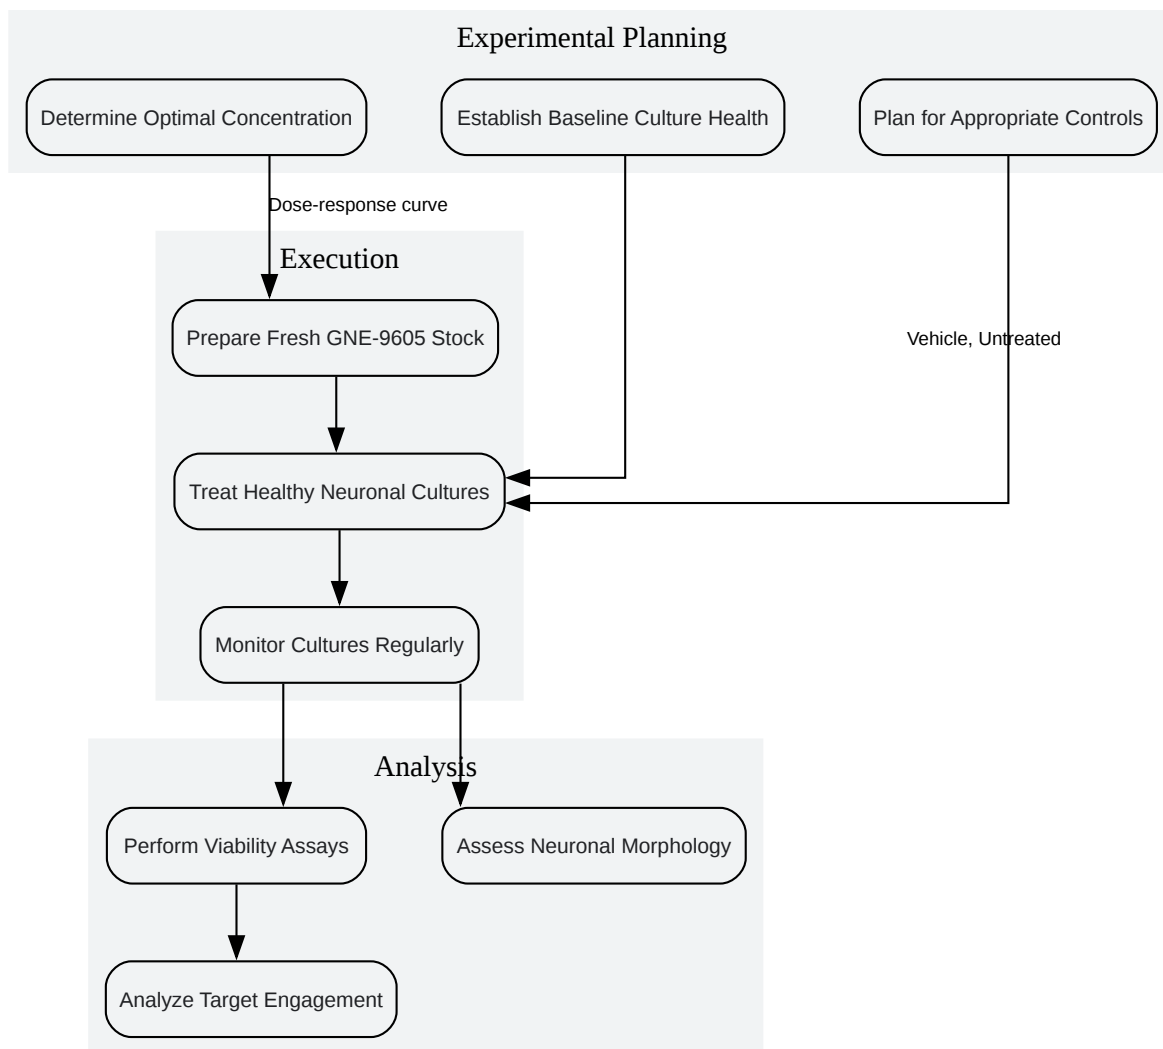 Experimental Planning
Determine Optimal Concentration
Establish Baseline Culture Health
Plan for Appropriate Controls
Dose-response curve
Execution
Prepare Fresh GNE-9605 Stock
Vehicle, Untreated
Treat Healthy Neuronal Cultures
Monitor Cultures Regularly
Analysis
Perform Viability Assays
Assess Neuronal Morphology
Analyze Target Engagement